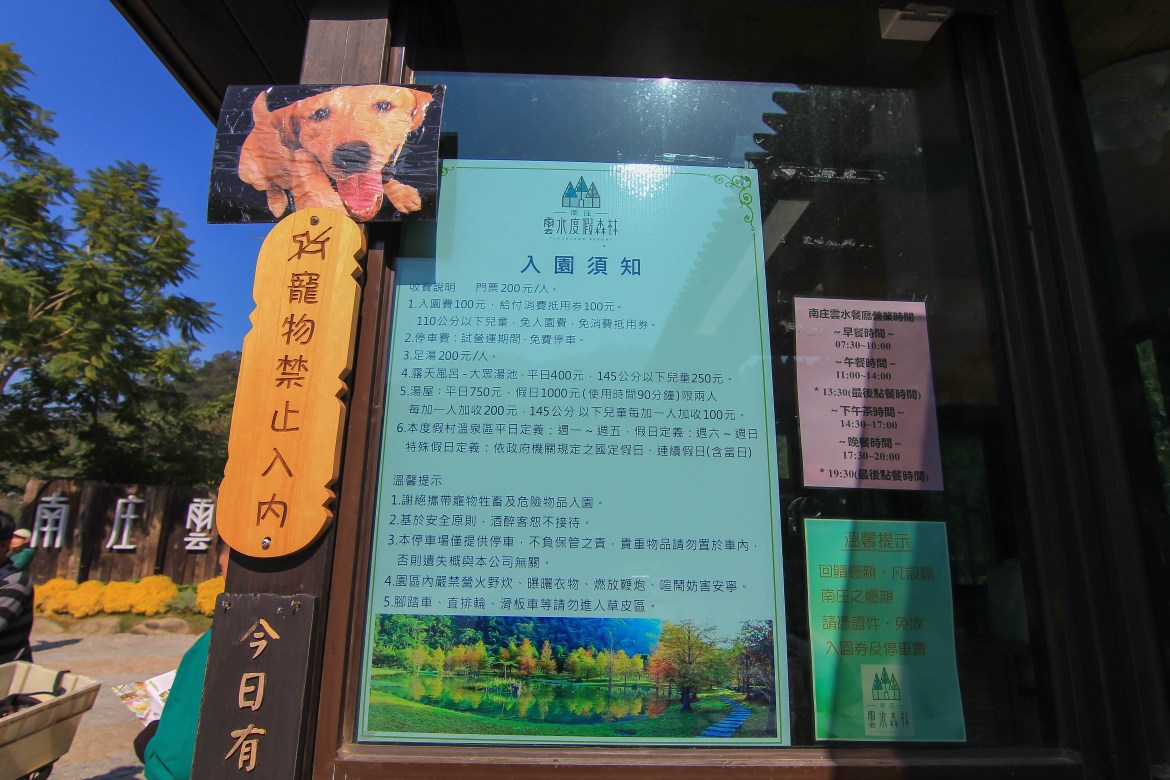 寵物禁止入內
今日有
南庄雲
南庄
雲水度假森林
入園須知
收費說明　門票200元/人。
1.入園費100元﹐給付消費抵用券100元。
110公分以下兒童﹐免入園費﹐免消費抵用券。
2.停車費：試營運期間-免費停車。
3.足湯200元/人。
4.露天風呂-大眾湯池-平日400元﹐145公分以下兒童250元。
5.湯屋：平日750元﹐假日1000元(使用時間90分鐘)限兩人
每加一人加收200元﹐145公分以下兒童每加一人加收100元。
6.本度假村溫泉區平日定義：週一~週五﹐假日定義：週六~週日
特殊假日定義：依政府機關規定之國定假日、連續假日(含當日)
溫馨提示
1.謝絕攜帶寵物牲畜及危險物品入園。
2.基於安全原則﹐酒醉客恕不接待。
3.本停車場僅提供停車﹐不負保管之責﹐貴重物品請勿置於車內﹐
否則遺失概與本公司無關。
4.園區內嚴禁營火野炊、曝曬衣物、燃放鞭炮、喧鬧妨害安寧。
5.腳踏車、直排輪、滑板車等請勿進入草皮區。
南庄雲水餐廳營業時間
~早餐時間~
07:30~10:00
~午餐時間~
11:00~14:00
*13:30(最後點餐時間)
~下午茶時間~
14:30~17:00
~晚餐時間~
17:30~20:00
*19:30(最後點餐時間)
溫馨提示
回饋鄉親﹐凡設籍
南庄之鄉親
請憑證件﹐免收
入園券及停車費
南庄
雲水森林